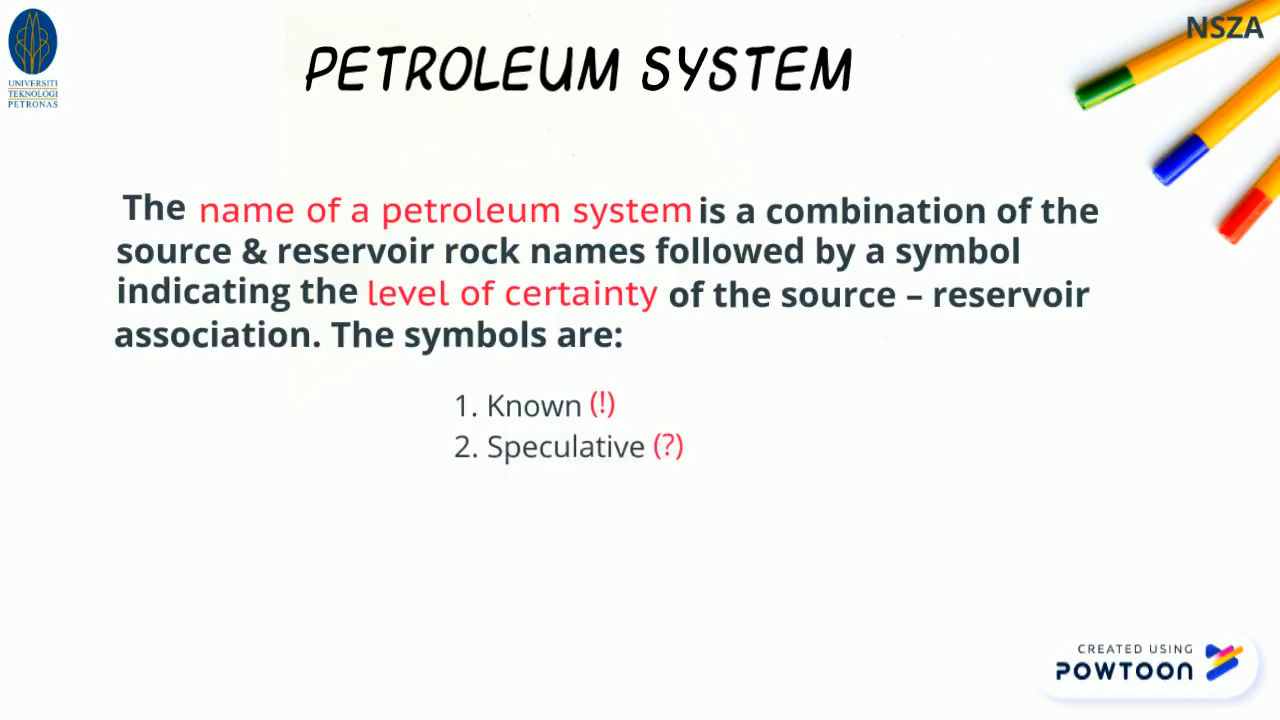 NSZA
UNIVERSITI
TEKNOLOGI
PETRONAS
PETROLEUM SYSTEM
The name of a petroleum system is a combination of the
source & reservoir rock names followed by a symbol
indicating the level of certainty of the source – reservoir
association. The symbols are:
1. Known (!)
2. Speculative (?)
CREATED USING
POWTOON